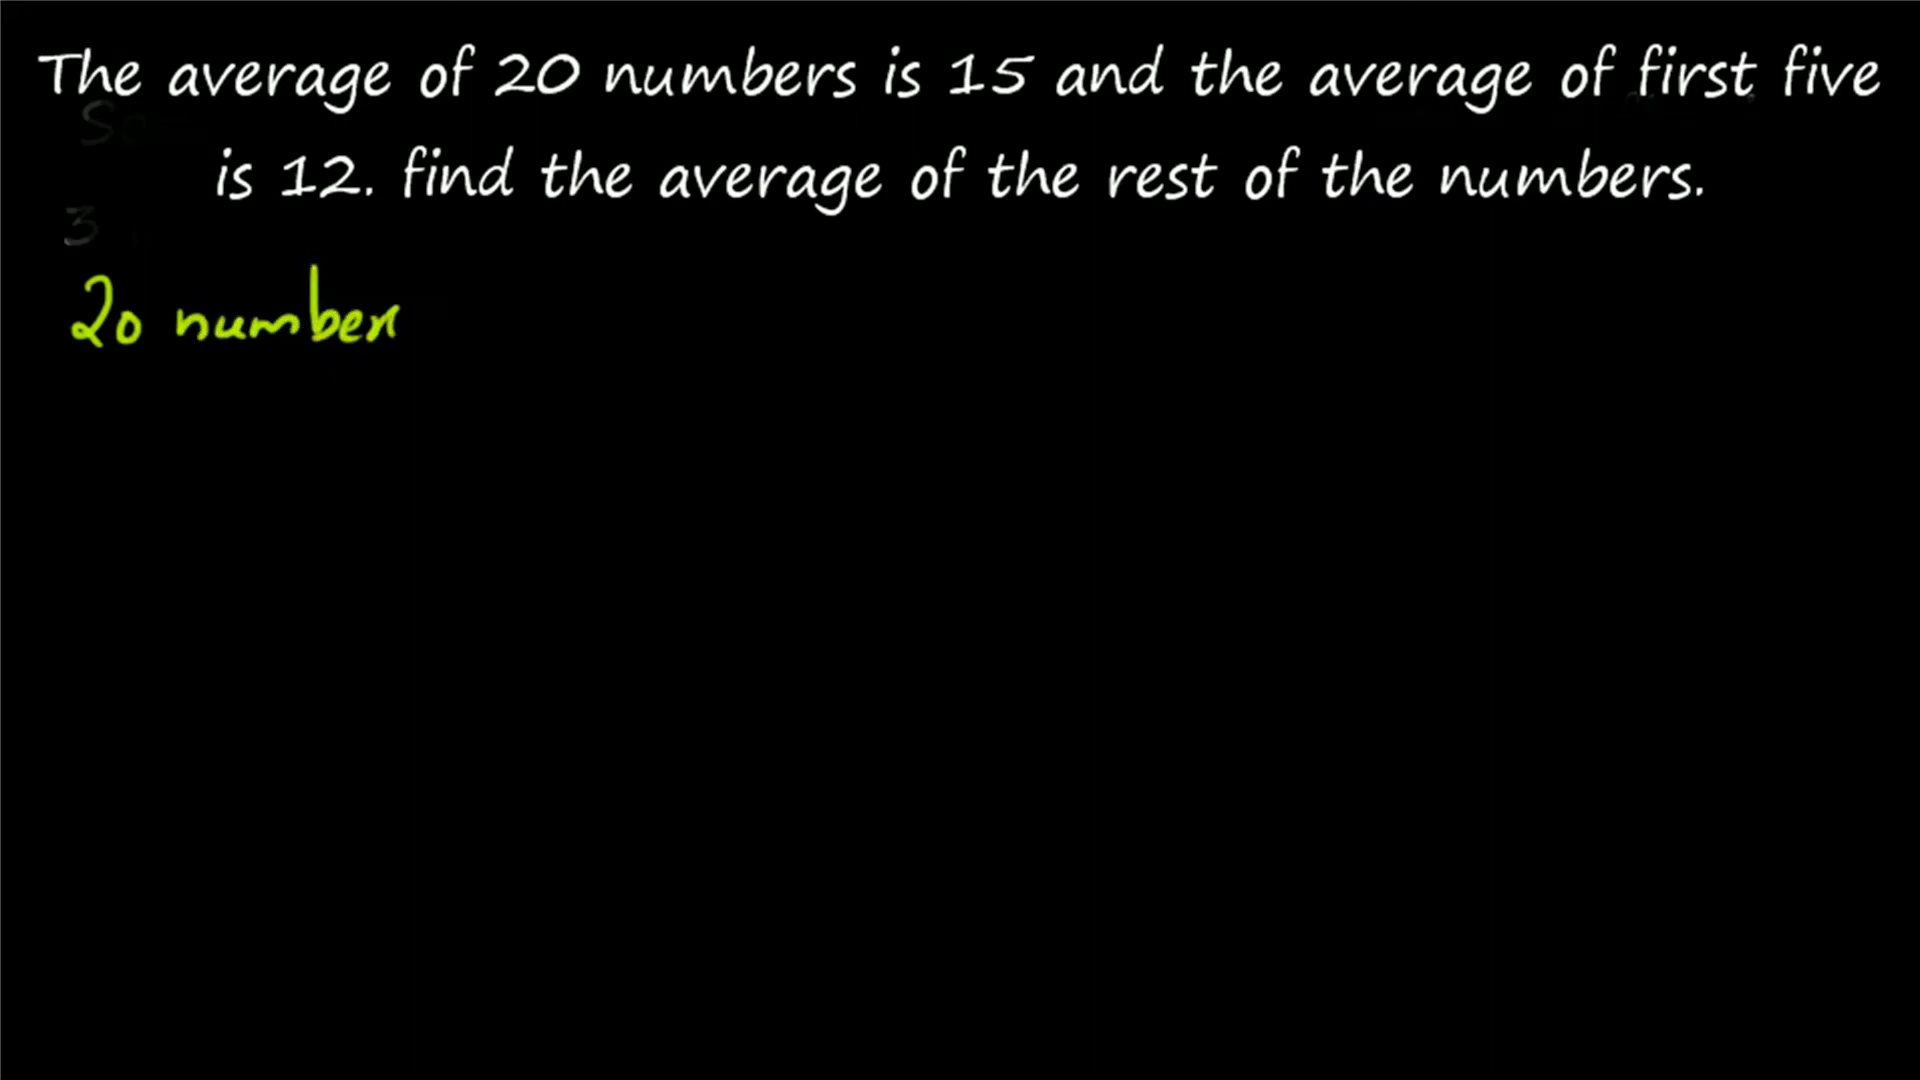 The average of 20 numbers is 15 and the average of first five
is 12. find the average of the rest of the numbers.
3
20 number